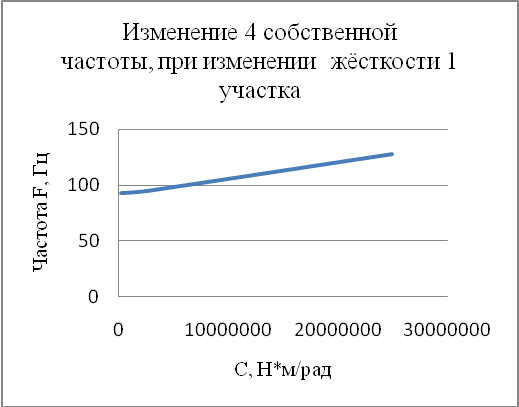 Изменение 4 собственной
частоты, при изменении жёсткости 1
участка
Частота F, Гц
150
100
50
0
0 10000000 20000000 30000000
С, Н*м/рад